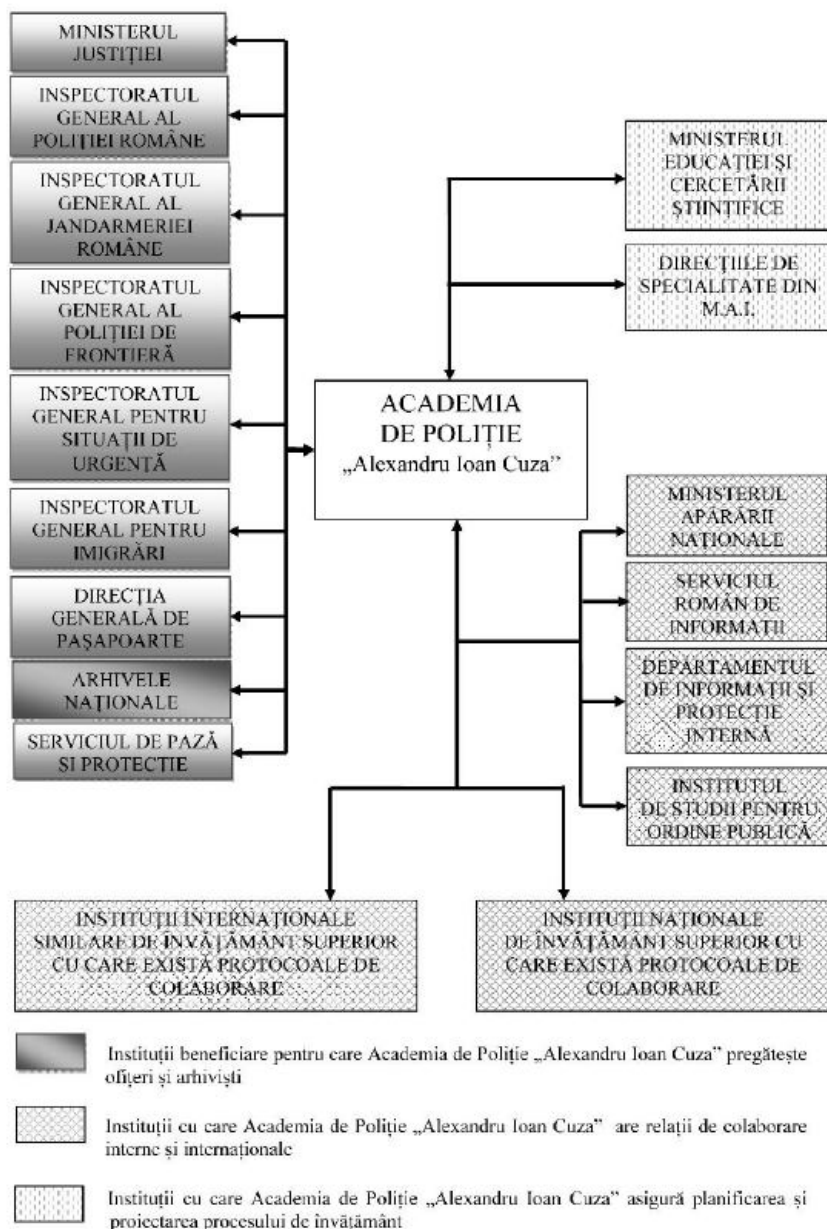 MINISTERUL
JUSTIȚIEI
INSPECTORATUL
GENERAL AL
POLIȚIEI ROMÂNE
INSPECTORATUL
GENERAL AL
JANDARMERIEI
ROMÂNE
INSPECTORATUL
GENERAL AL
POLIȚIEI DE
FRONTIERĂ
INSPECTORATUL
GENERAL PENTRU
SITUAȚII DE
URGENȚĂ
INSPECTORATUL
GENERAL PENTRU
IMIGRĂRI
DIRECȚIA
GENERALĂ DE
PAȘAPOARTE
ARHIVELE
NAȚIONALE
SERVICIUL DE PAZĂ
SI PROTECTIE
MINISTERUL
EDUCAȚIEI ȘI
CERCETĂRII
ȘTIINȚIFICE
DIRECȚIILE DE
SPECIALITATE DIN
M.A.I.
ACADEMIA
DE POLIȚIE
„Alexandru Ioan Cuza”
MINISTERUL
APĂRĂRII
NAȚIONALE
SERVICIUL
ROMÂN DE
INFORMATII
DEPARTAMENTUL
DE INFORMAȚII ȘI
PROTECȚIE
INTERNĂ
INSTITUTUL
DE STUDII PENTRU
ORDINE PUBLICĂ
INSTITUȚII INTERNAȚIONALE
SIMILARE DE ÎNVĂȚĂMÂNT SUPERIOR
CU CARE EXISTĂ PROTOCOALE DE
COLABORARE
INSTITUȚII NAȚIONALE
DE ÎNVĂȚĂMÂNT SUPERIOR CU
CARE EXISTĂ PROTOCOALE DE
COLABORARE
Instituții beneficiare pentru care Academia de Poliție „Alexandru Ioan Cuza” pregătește
ofițeri și arhiviști
Instituții cu care Academia de Poliție „Alexandru Ioan Cuza” are relații de colaborare
interne și internaționale
Instituții cu care Academia de Poliție „Alexandru Ioan Cuza” asigură planificarea și
proiectarea procesului de învățământ